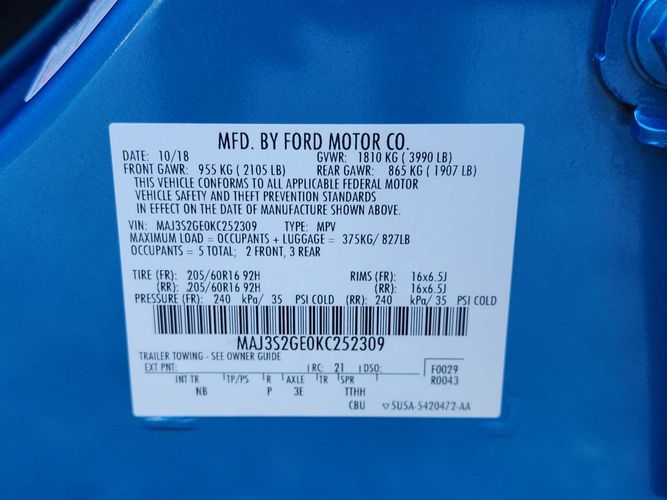 MFD. BY FORD MOTOR CO.
DATE: 10/18 GVWR: 1810 KG ( 3990 LB)
FRONT GAWR: 955 KG ( 2105 LB) REAR GAWR: 865 KG ( 1907 LB)
THIS VEHICLE CONFORMS TO ALL APPLICABLE FEDERAL MOTOR
VEHICLE SAFETY AND THEFT PREVENTION STANDARDS
IN EFFECT ON THE DATE OF MANUFACTURE SHOWN ABOVE.
VIN: MAJ3S2GE0KC252309 TYPE: MPV
MAXIMUM LOAD = OCCUPANTS + LUGGAGE = 375KG/ 827LB
OCCUPANTS = 5 TOTAL; 2 FRONT, 3 REAR
TIRE (FR): 205/60R16 92H RIMS (FR): 16x6.5J
(RR): 205/60R16 92H (RR): 16x6.5J
PRESSURE (FR): 240 kPa/ 35 PSI COLD (RR): 240 kPa/ 35 PSI COLD
MAJ3S2GE0KC252309
TRAILER TOWING - SEE OWNER GUIDE
EXT PNT: RC: 21 DSO: F0029
INT TR TP/PS R AXLE TR SPR R0043
NB P 3E TTHH
CBU 5U5A-5420472-AA